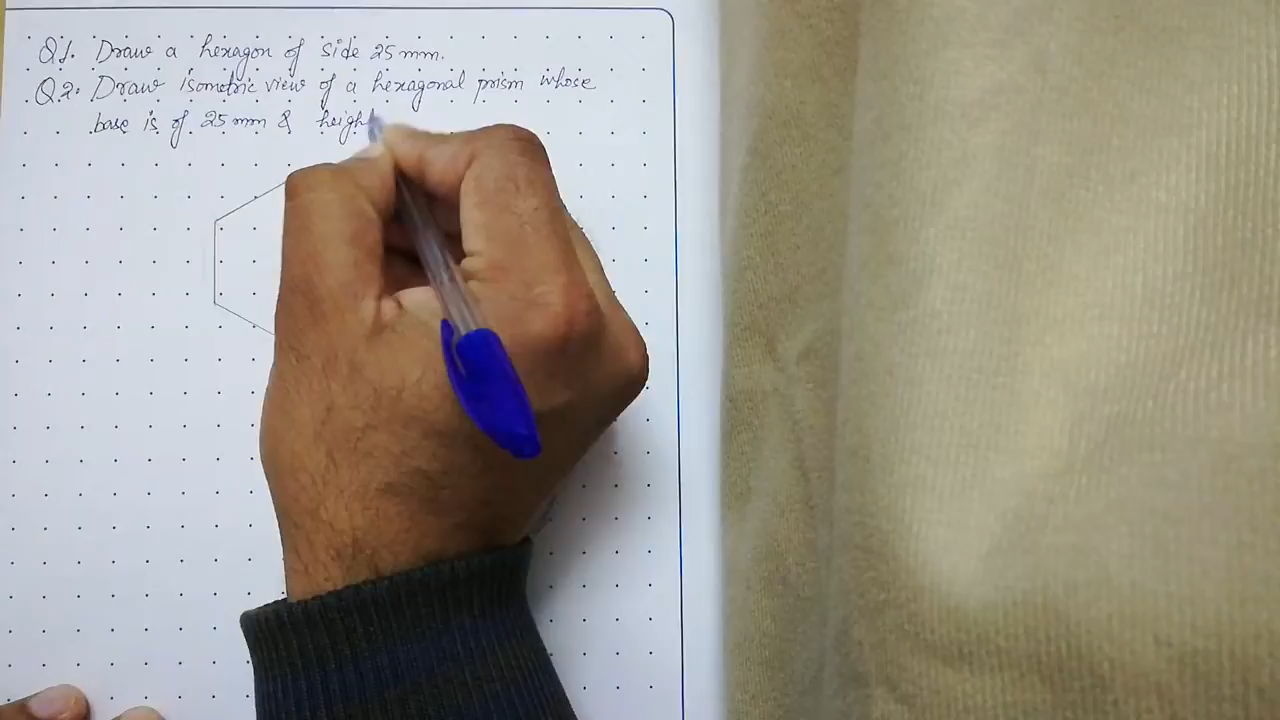 Q1. Draw a hexagon of side 25 mm.
Q2. Draw isometric view of a hexagonal prism whose
base is of 25 mm & height